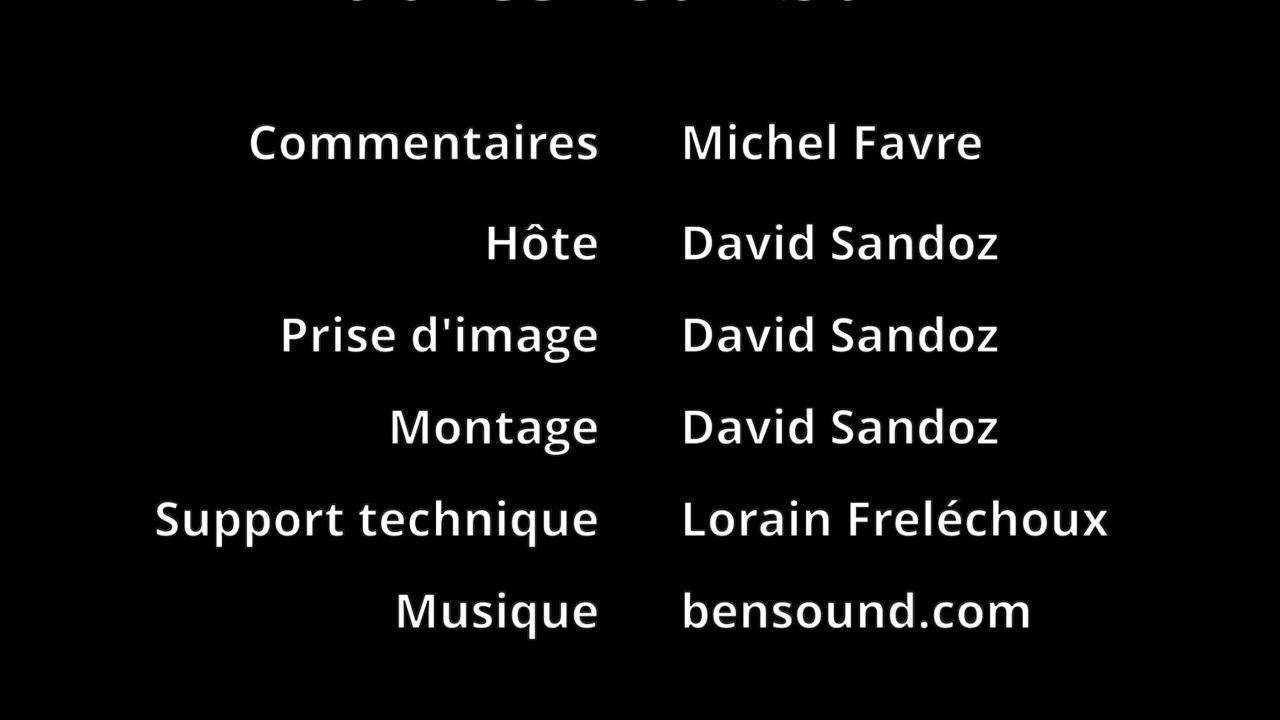 Commentaires Michel Favre
Hôte David Sandoz
Prise d'image David Sandoz
Montage David Sandoz
Support technique Lorain Freléchoux
Musique bensound.com